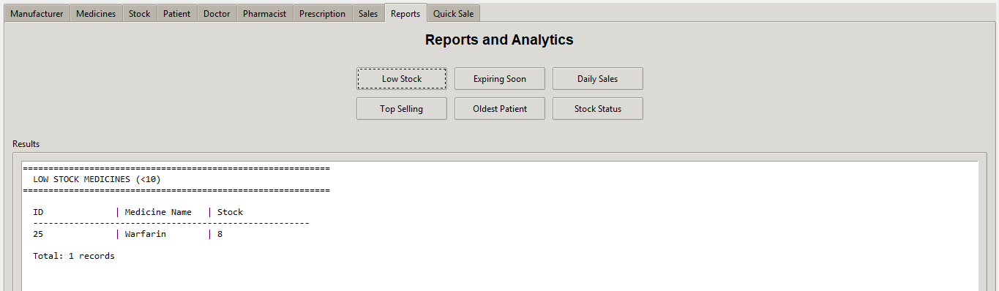 Manufacturer Medicines Stock Patient Doctor Pharmacist Prescription Sales Reports Quick Sale
Reports and Analytics
Low Stock Expiring Soon Daily Sales
Top Selling Oldest Patient Stock Status
Results
============================================================
LOW STOCK MEDICINES (<10)
============================================================
ID | Medicine Name | Stock
------------------------------------------------------
25 | Warfarin | 8
Total: 1 records